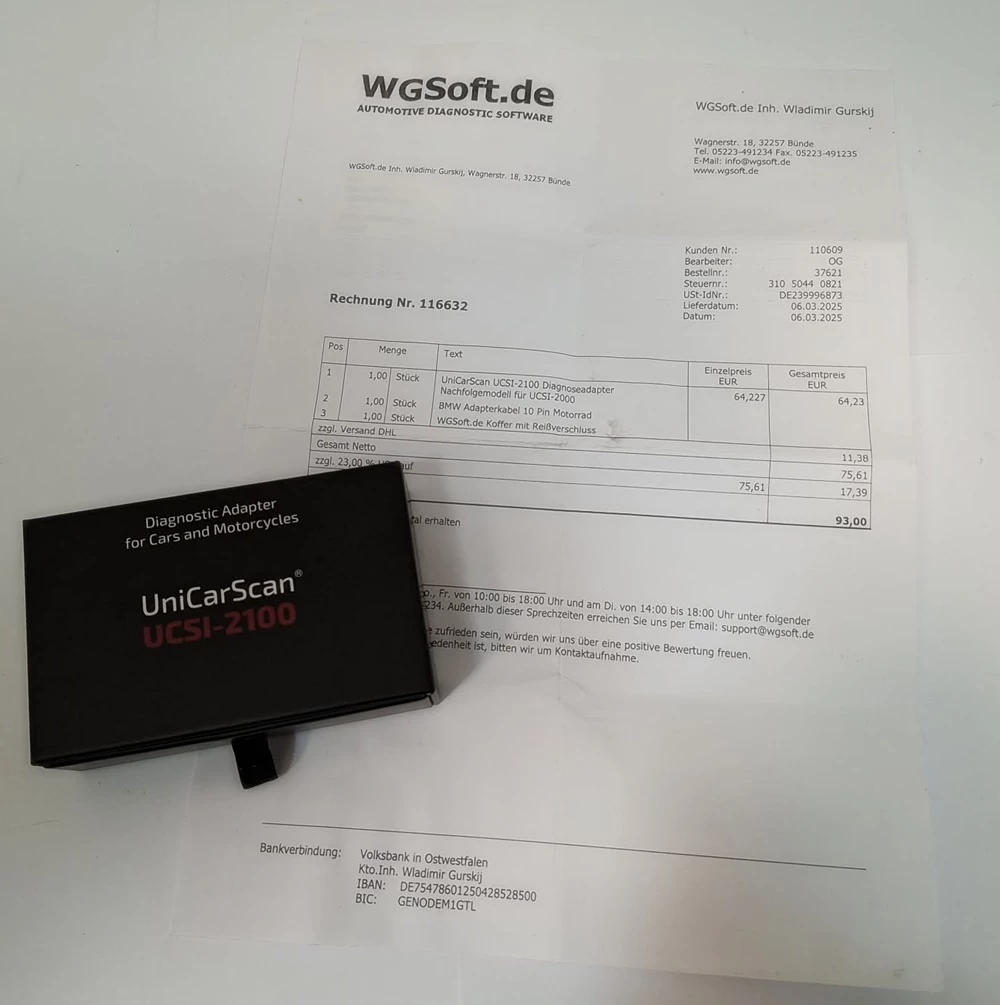 WGSoft.de
AUTOMOTIVE DIAGNOSTIC SOFTWARE
WGSoft.de Inh. Wladimir Gurskij
Wagnerstr. 18, 32257 Bünde
Tel. 05223-491234 Fax. 05223-491235
E-Mail: info@wgsoft.de
www.wgsoft.de
WGSoft.de Inh. Wladimir Gurskij, Wagnerstr. 18, 32257 Bünde
Kunden Nr.: 110609
Bearbeiter: OG
Bestellnr.: 37621
Steuernr.: 310 5044 0821
USt-IdNr.: DE239996873
Lieferdatum: 06.03.2025
Datum: 06.03.2025
Rechnung Nr. 116632
Pos Menge Text Einzelpreis EUR Gesamtpreis EUR
1 1,00 Stück UniCarScan UCSI-2100 Diagnoseadapter 64,227 64,23
Nachfolgemodell für UCSI-2000
2 1,00 Stück BMW Adapterkabel 10 Pin Motorrad
3 1,00 Stück WGSoft.de Koffer mit Reißverschluss
zzgl. Versand DHL 11,38
Gesamt Netto 75,61
zzgl. 23,00 % auf 75,61 17,39
93,00
erhalten
Fr. von 10:00 bis 18:00 Uhr und am Di. von 14:00 bis 18:00 Uhr unter folgender
234. Außerhalb dieser Sprechzeiten erreichen Sie uns per Email: support@wgsoft.de
zufrieden sein, würden wir uns über eine positive Bewertung freuen.
edenheit ist, bitten wir um Kontaktaufnahme.
Diagnostic Adapter
for Cars and Motorcycles
UniCarScan®
UCSI-2100
Bankverbindung: Volksbank in Ostwestfalen
Kto.Inh. Wladimir Gurskij
IBAN: DE75478601250428528500
BIC: GENODEM1GTL